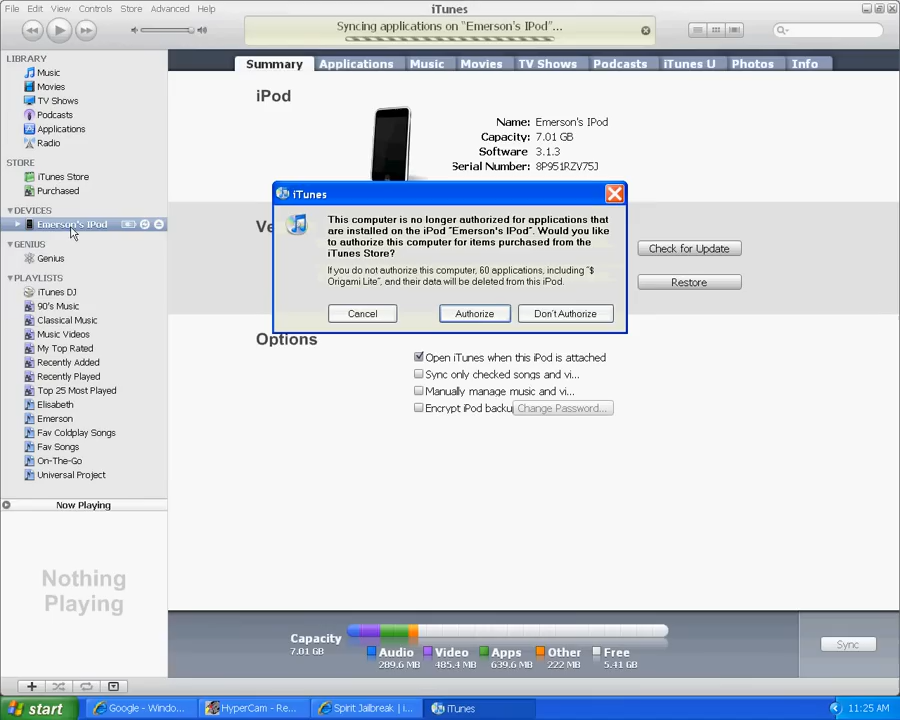 File Edit View Controls Store Advanced Help
iTunes
Syncing applications on "Emerson's IPod"...
LIBRARY
Music
Movies
TV Shows
Podcasts
Applications
Radio
STORE
iTunes Store
Purchased
DEVICES
Emerson's IPod
GENIUS
Genius
PLAYLISTS
iTunes DJ
90's Music
Classical Music
Music Videos
My Top Rated
Recently Added
Recently Played
Top 25 Most Played
Elisabeth
Emerson
Fav Coldplay Songs
Fav Songs
On-The-Go
Universal Project
Now Playing
Nothing
Playing
Summary Applications Music Movies TV Shows Podcasts iTunes U Photos Info
iPod
Name: Emerson's IPod
Capacity: 7.01 GB
Software 3.1.3
Serial Number: 8P951RZV75J
Ve
Check for Update
Restore
iTunes
This computer is no longer authorized for applications that
are installed on the iPod "Emerson's IPod". Would you like
to authorize this computer for items purchased from the
iTunes Store?
If you do not authorize this computer, 60 applications, including "$
Origami Lite", and their data will be deleted from this iPod.
Cancel Authorize Don't Authorize
Options
Open iTunes when this iPod is attached
Sync only checked songs and vi...
Manually manage music and vi...
Encrypt iPod backu Change Password...
Capacity
7.01 GB
Audio
289.6 MB
Video
485.4 MB
Apps
639.6 MB
Other
222 MB
Free
5.41 GB
Sync
start Google - Windo... HyperCam - Re... Spirit Jailbreak | i... iTunes 11:25 AM